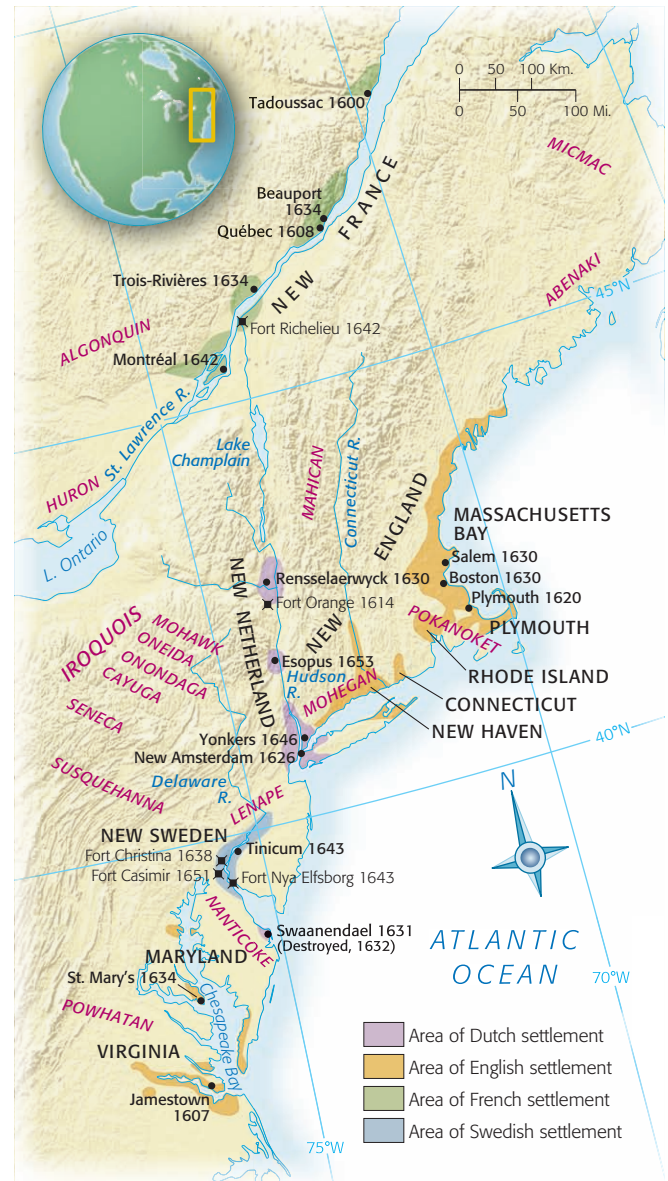 0 50 100 Km.
0 50 100 Mi.
Tadoussac 1600
MICMAC
Beauport
1634
Québec 1608
NEW FRANCE
Trois-Rivières 1634
ABENAKI
45°N
Fort Richelieu 1642
ALGONQUIN
Montréal 1642
St. Lawrence R.
Lake
Champlain
MAHICAN
Connecticut R.
HURON
L. Ontario
NEW ENGLAND
MASSACHUSETTS
BAY
Salem 1630
Boston 1630
Plymouth 1620
PLYMOUTH
POKANOKET
RHODE ISLAND
CONNECTICUT
NEW HAVEN
NEW NETHERLAND
Rensselaerwyck 1630
Fort Orange 1614
IROQUOIS
MOHAWK
ONEIDA
ONONDAGA
CAYUGA
SENECA
Esopus 1653
Hudson
R.
MOHEGAN
Yonkers 1646
New Amsterdam 1626
40°N
SUSQUEHANNA
Delaware
R.
LENAPE
N
NEW SWEDEN
Tinicum 1643
Fort Christina 1638
Fort Casimir 1651
Fort Nya Elfsborg 1643
NANTICOKE
Swaanendael 1631
(Destroyed, 1632)
ATLANTIC
OCEAN
MARYLAND
St. Mary's 1634
70°W
POWHATAN
Chesapeake Bay
VIRGINIA
Jamestown
1607
75°W
Area of Dutch settlement
Area of English settlement
Area of French settlement
Area of Swedish settlement